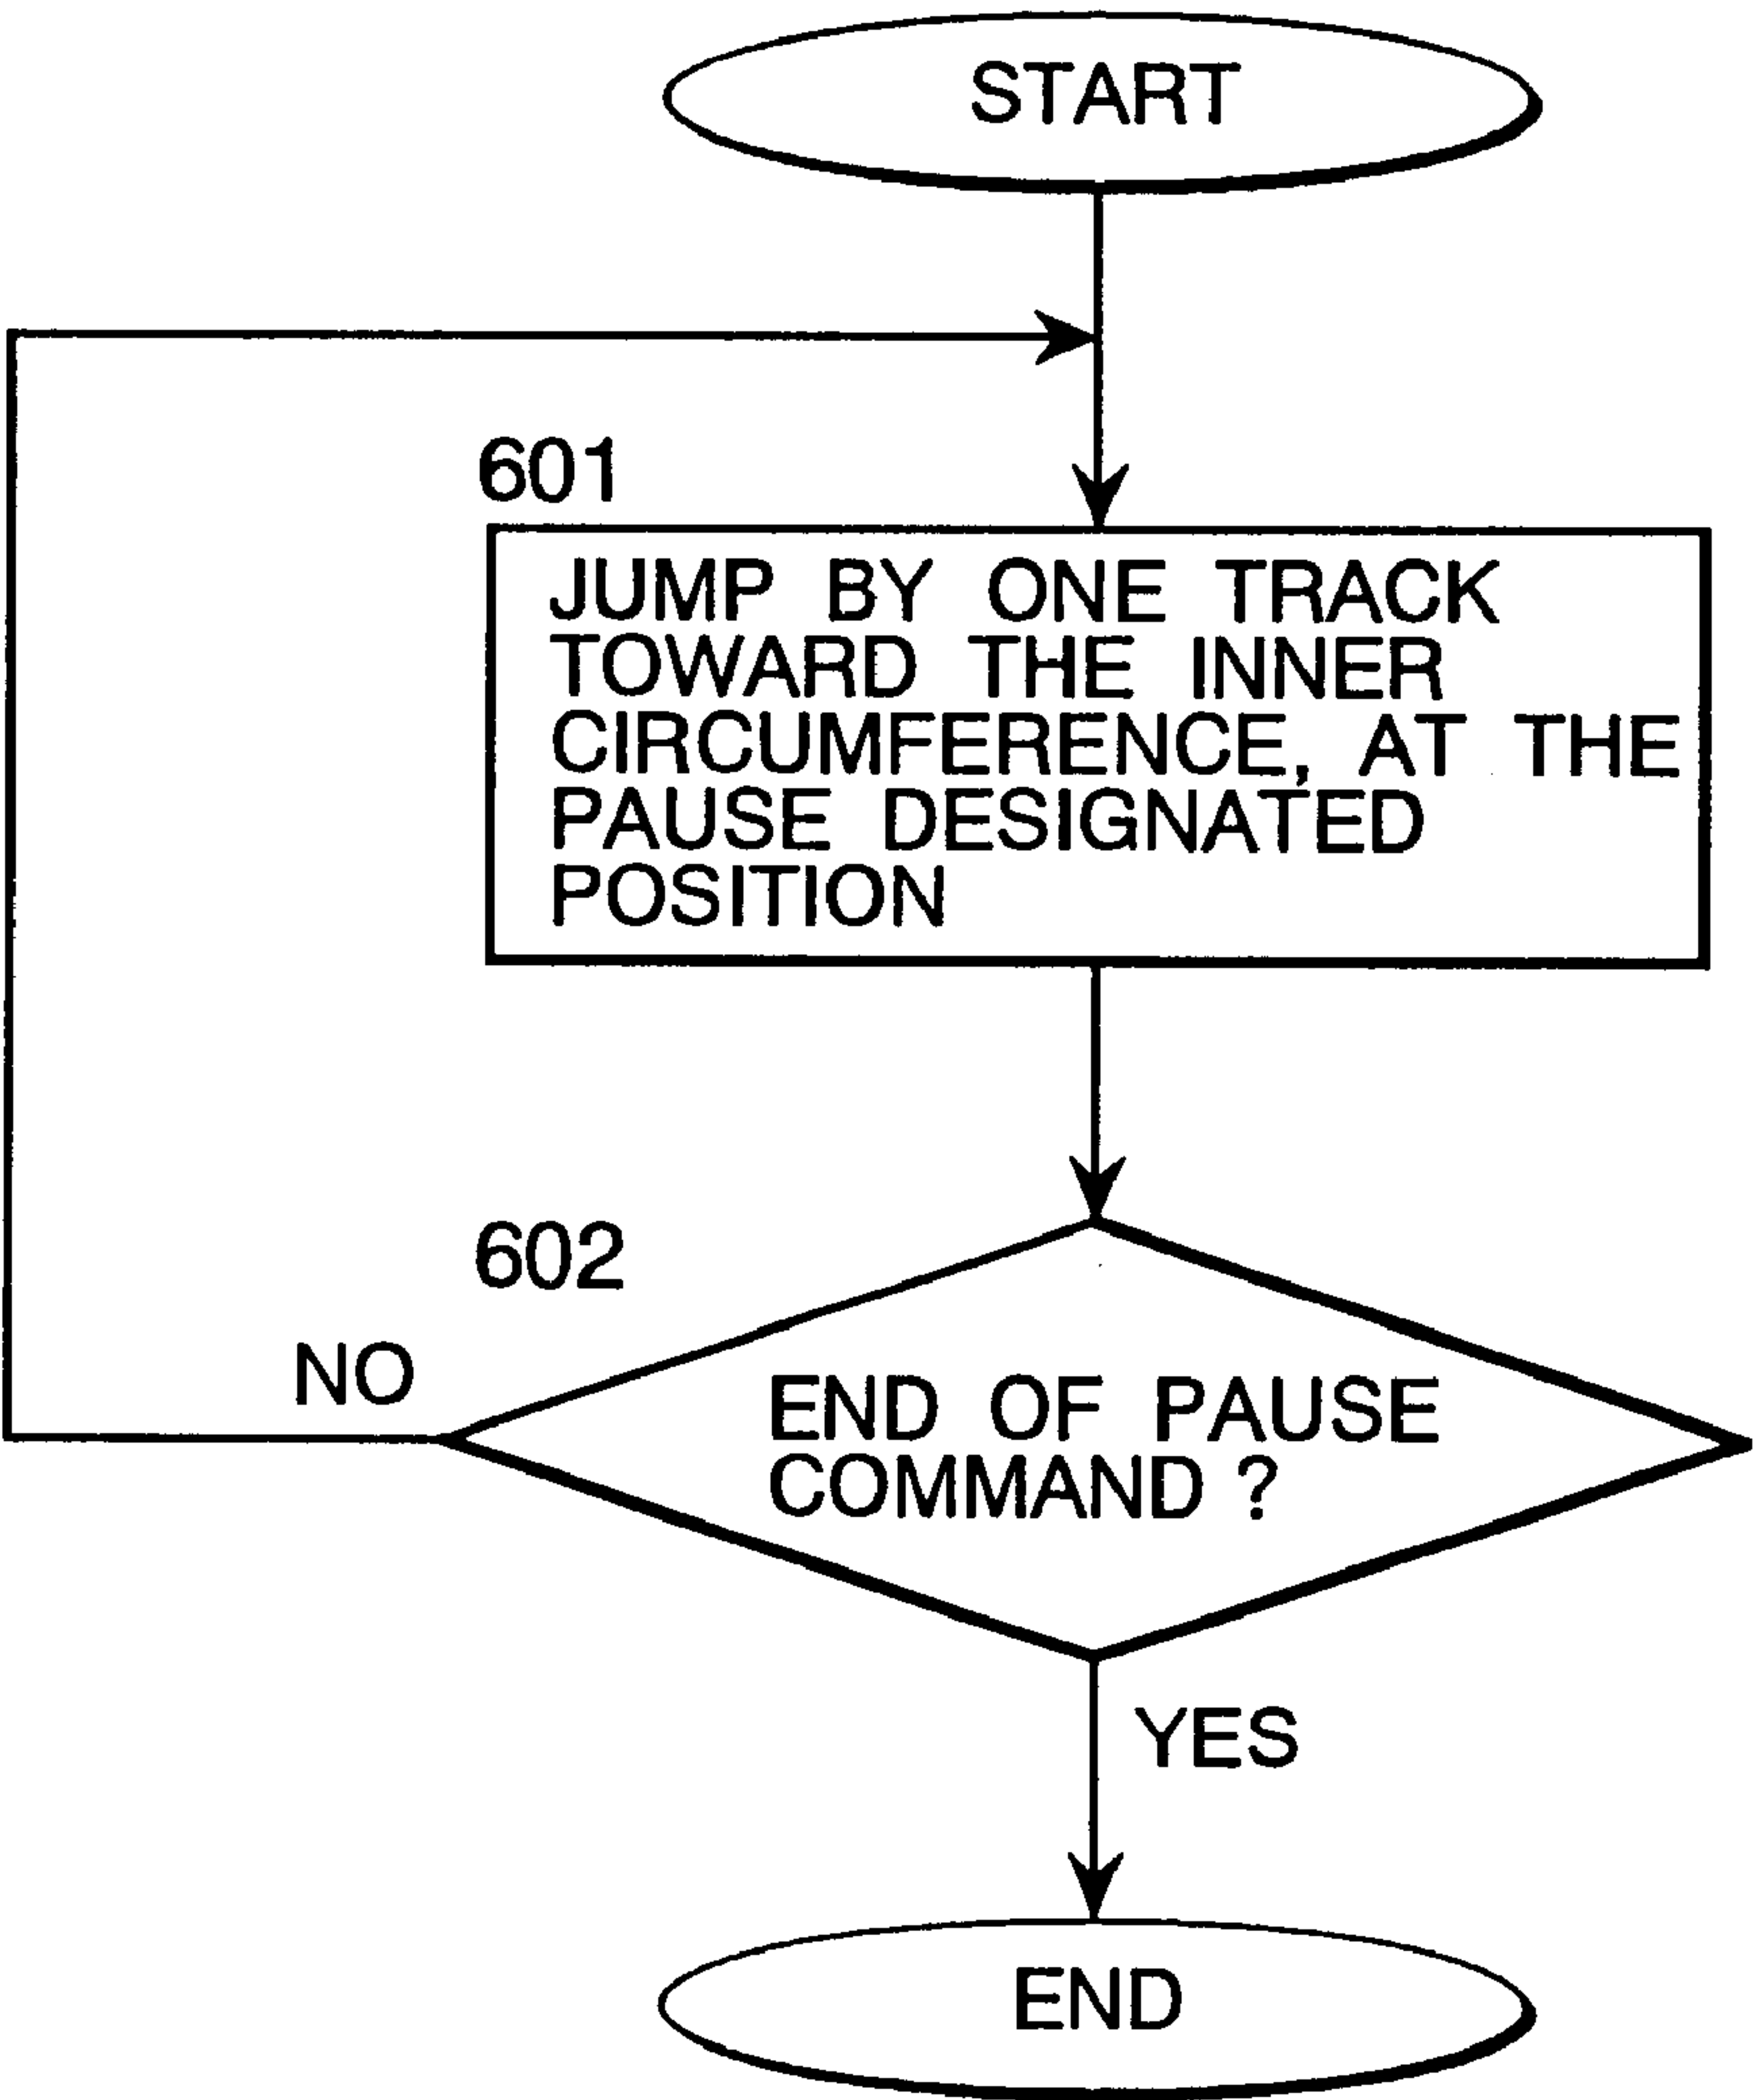 START
601
JUMP BY ONE TRACK
TOWARD THE INNER
CIRCUMFERENCE, AT THE
PAUSE DESIGNATED
POSITION
602
NO
END OF PAUSE
COMMAND ?
YES
END